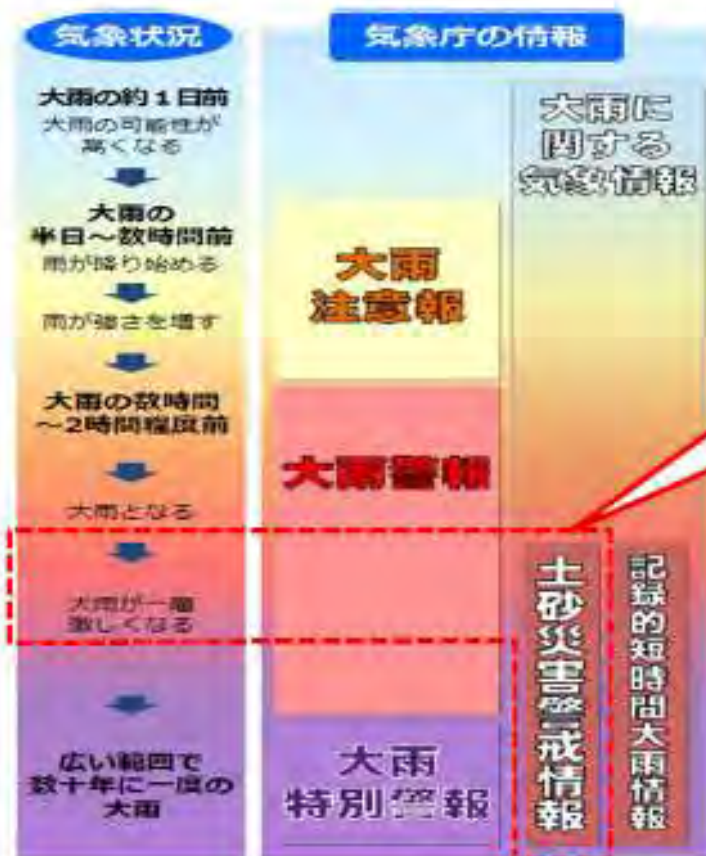 気象状況
気象庁の情報
大雨の約1日前
大雨の可能性が
高くなる
大雨の
半日～数時間前
雨が降り始める
雨が強さを増す
大雨の数時間
～2時間程度前
大雨となる
大雨が一層
激しくなる
広い範囲で
数十年に一度の
大雨
大雨
注意報
大雨警報
大雨
特別警報
大雨に
関する
気象情報
土砂災害警戒情報
記録的短時間大雨情報